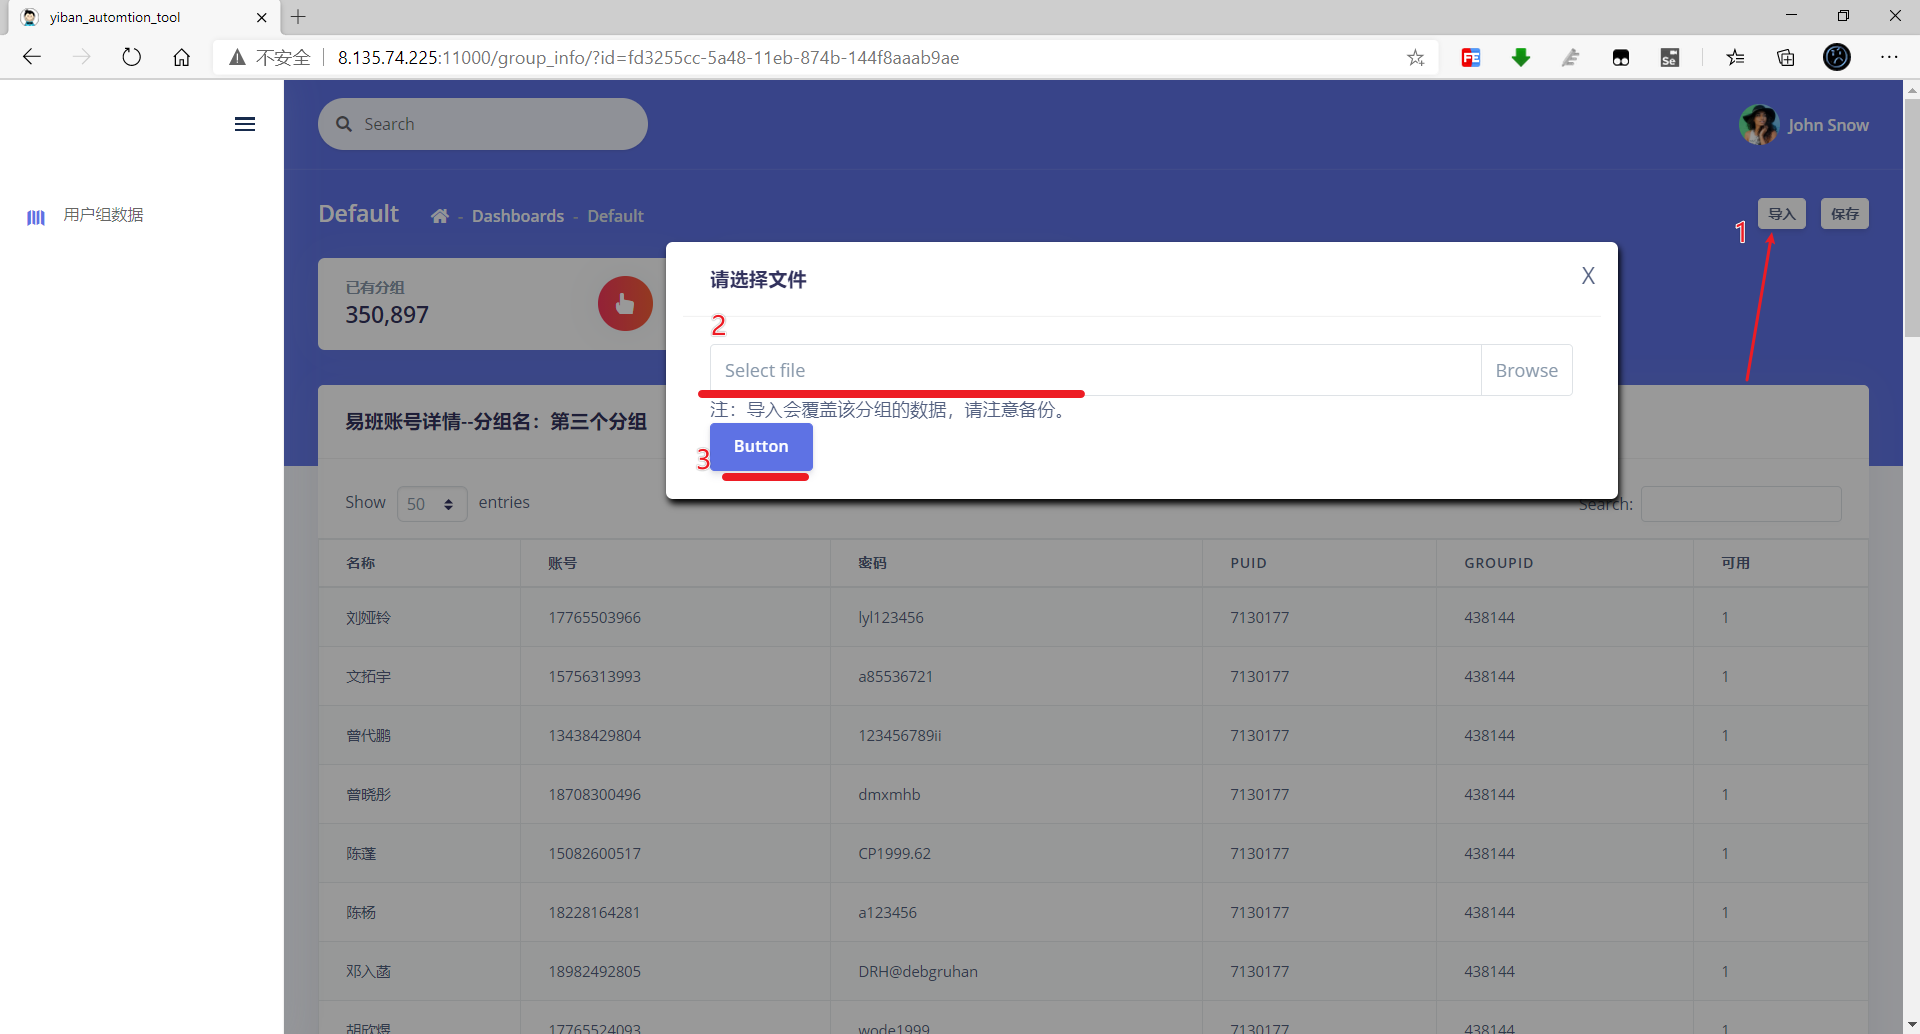 yiban_automtion_tool
不安全 8.135.74.225:11000/group_info/?id=fd3255cc-5a48-11eb-874b-144f8aaab9ae
Search
John Snow
用户组数据
Default - Dashboards - Default
导入 保存
1
已有分组
350,897
请选择文件 X
2
Select file Browse
注：导入会覆盖该分组的数据，请注意备份。
3 Button
易班账号详情--分组名：第三个分组
Show 50 entries Search:
名称 账号 密码 PUID GROUPID 可用
刘娅铃 17765503966 lyl123456 7130177 438144 1
文拓宇 15756313993 a85536721 7130177 438144 1
曾代鹏 13438429804 123456789ii 7130177 438144 1
曾晓彤 18708300496 dmxmhb 7130177 438144 1
陈蓬 15082600517 CP1999.62 7130177 438144 1
陈杨 18228164281 a123456 7130177 438144 1
邓入菡 18982492805 DRH@debgruhan 7130177 438144 1
胡欣煜 17765524093 wode1999 7130177 438144 1